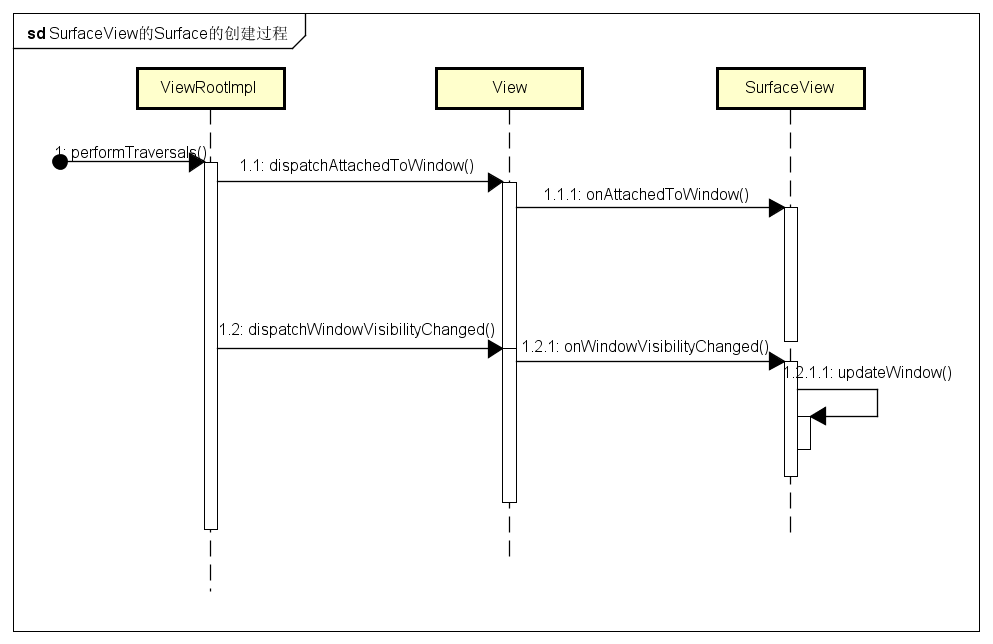 sd SurfaceView的Surface的创建过程
ViewRootImpl
View
SurfaceView
1: performTraversals()
1.1: dispatchAttachedToWindow()
1.1.1: onAttachedToWindow()
1.2: dispatchWindowVisibilityChanged()
1.2.1: onWindowVisibilityChanged()
1.2.1.1: updateWindow()